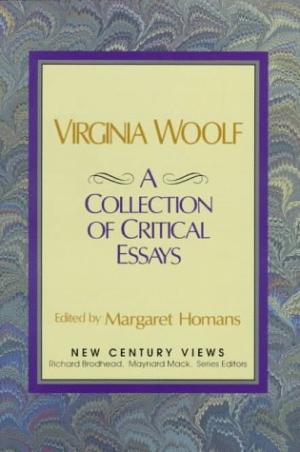 VIRGINIA WOOLF
A
COLLECTION
OF CRITICAL
ESSAYS
Edited by Margaret Homans
NEW CENTURY VIEWS
Richard Brodhead, Maynard Mack, Series Editors